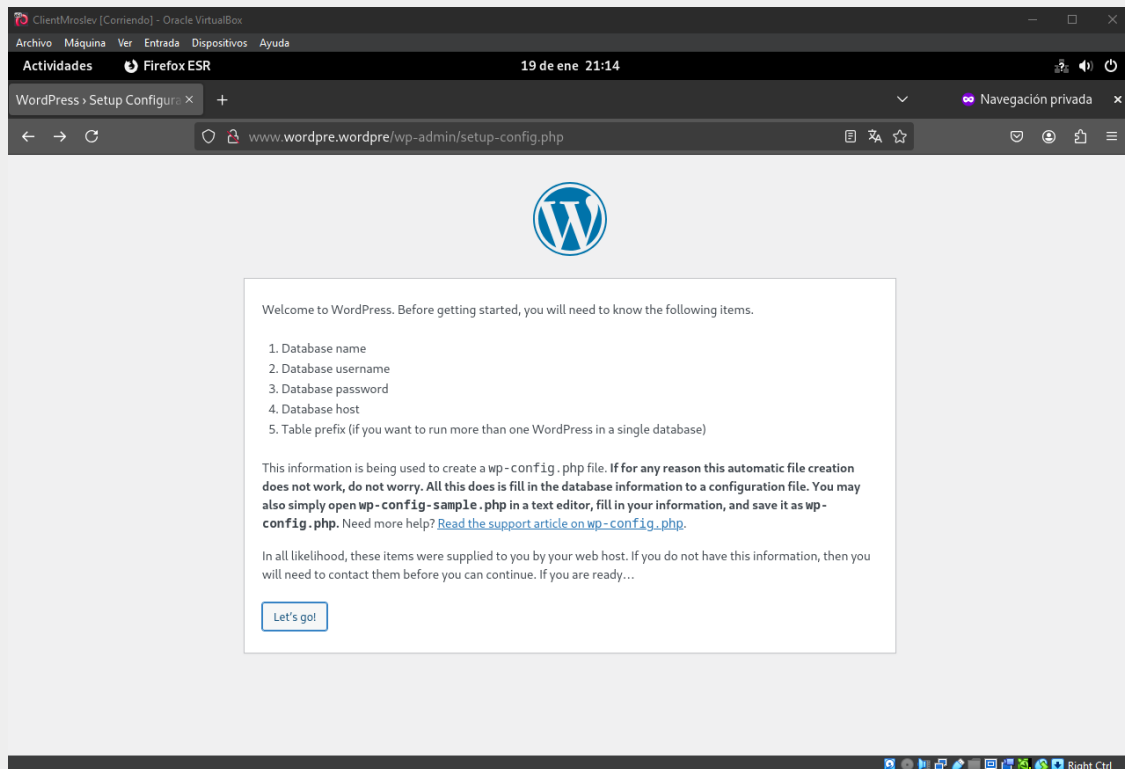 ClientMroslev [Corriendo] - Oracle VirtualBox
Archivo Máquina Ver Entrada Dispositivos Ayuda
Actividades Firefox ESR 19 de ene 21:14
WordPress › Setup Configura Navegación privada
www.wordpre.wordpre/wp-admin/setup-config.php
Welcome to WordPress. Before getting started, you will need to know the following items.
1. Database name
2. Database username
3. Database password
4. Database host
5. Table prefix (if you want to run more than one WordPress in a single database)
This information is being used to create a wp-config.php file. If for any reason this automatic file creation
does not work, do not worry. All this does is fill in the database information to a configuration file. You may
also simply open wp-config-sample.php in a text editor, fill in your information, and save it as wp-
config.php. Need more help? Read the support article on wp-config.php.
In all likelihood, these items were supplied to you by your web host. If you do not have this information, then you
will need to contact them before you can continue. If you are ready…
Let's go!
Right Ctrl